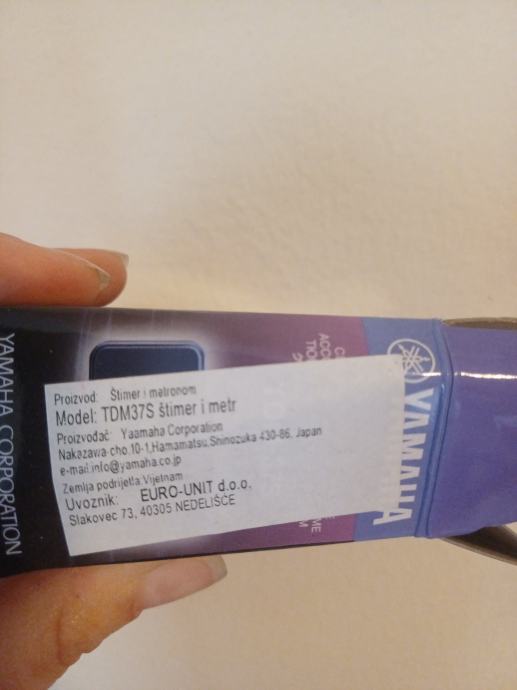 Proizvod: Štimer i metronom
Model: TDM37S štimer i metr
Proizvođač: Yaamaha Corporation
Nakazawa-cho.10-1,Hamamatsu,Shinozuka 430-86, Japan
e-mail.info@yamaha.co.jp
Zemlja podrijetla:Vijetnam
Uvoznik: EURO-UNIT d.o.o.
Slakovec 73, 40305 NEDELIŠĆE
YAMAHA CORPORATION
YAMAHA